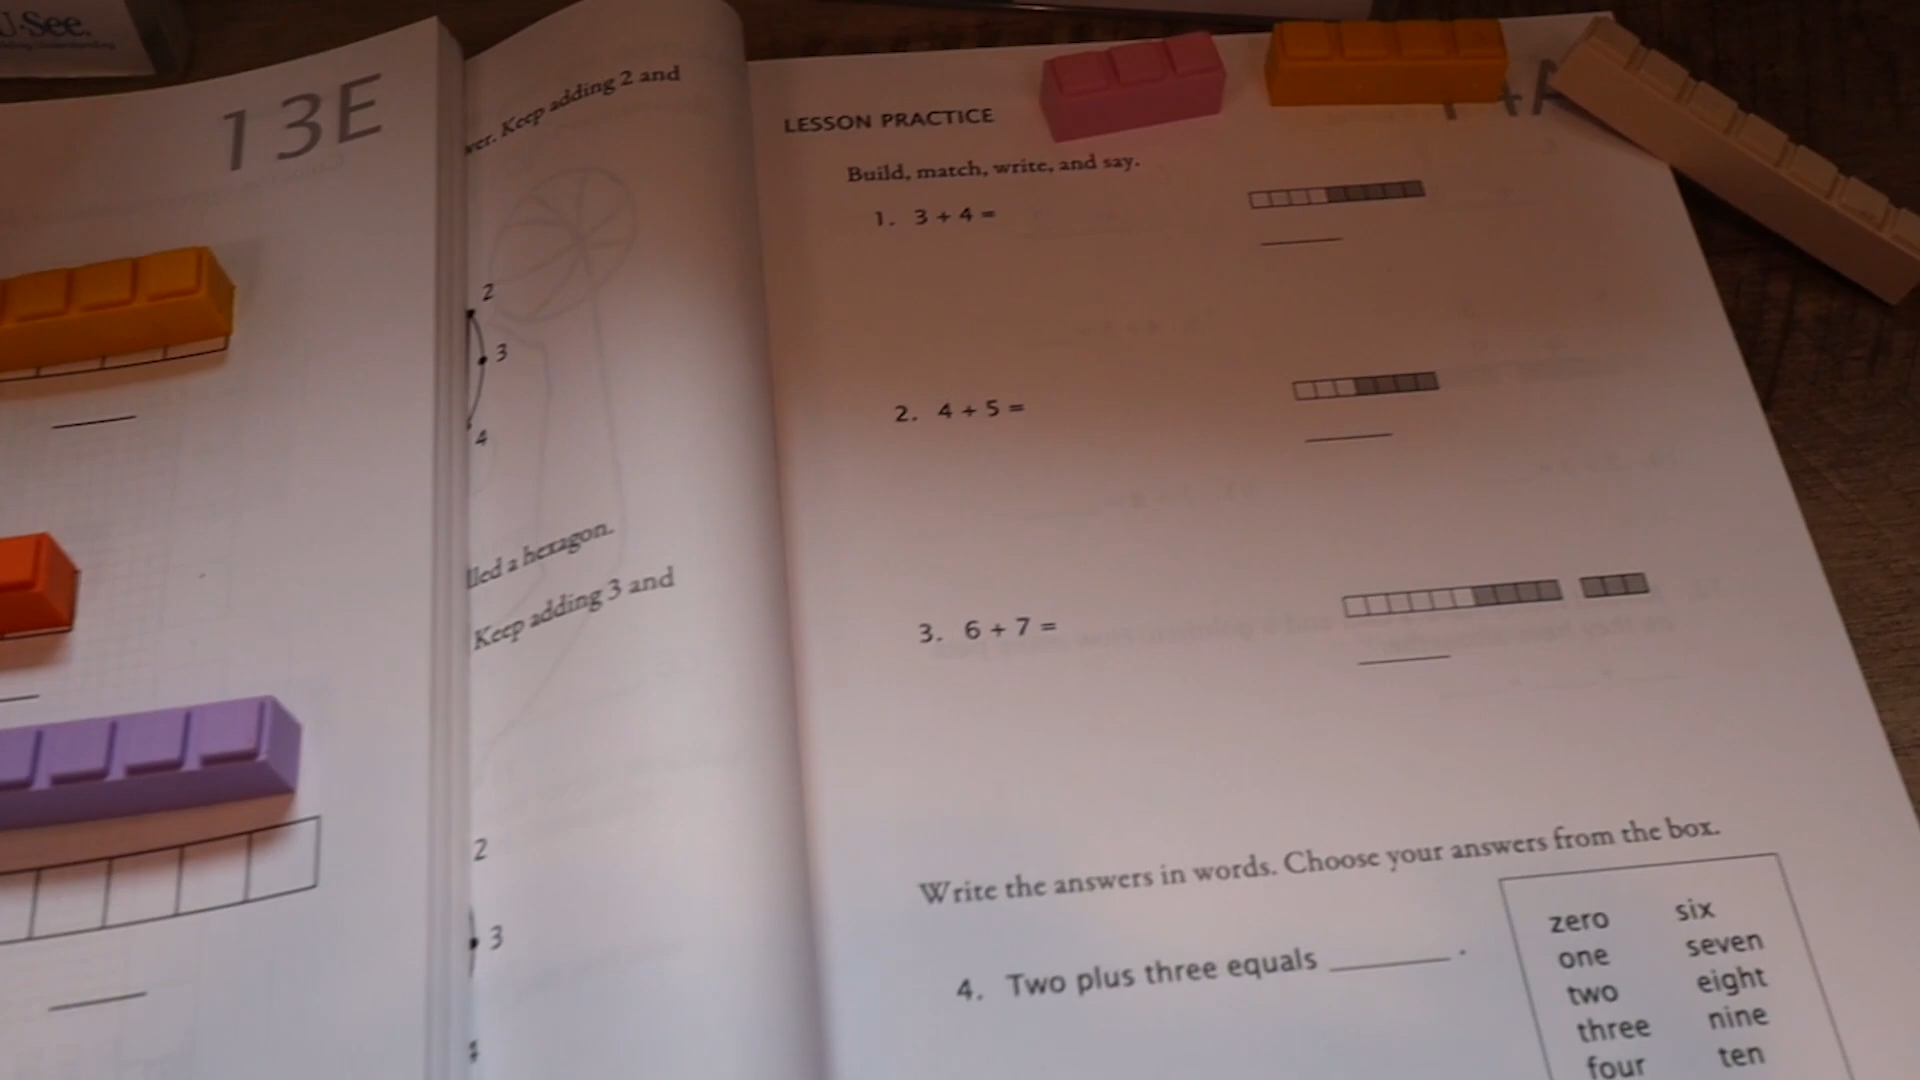 U·See.
13E
wer. Keep adding 2 and
2
3
4
lled a hexagon.
Keep adding 3 and
2
3
LESSON PRACTICE
Build, match, write, and say.
1. 3 + 4 =
2. 4 + 5 =
3. 6 + 7 =
Write the answers in words. Choose your answers from the box.
4. Two plus three equals ________ .
zero six
one seven
two eight
three nine
four ten